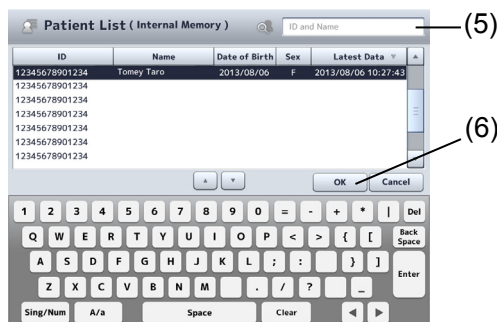 Patient List ( Internal Memory )
ID and Name
(5)
ID Name Date of Birth Sex Latest Data ▼
12345678901234 Tomey Taro 2013/08/06 F 2013/08/06 10:27:43
12345678901234
12345678901234
12345678901234
12345678901234
12345678901234
12345678901234
(6)
OK Cancel
1 2 3 4 5 6 7 8 9 0 = - + * | Del
Q W E R T Y U I O P < > { [ Back Space
A S D F G H J K L ; : } ] Enter
Z X C V B N M . / ? _
Sing/Num A/a Space Clear ◀ ▶